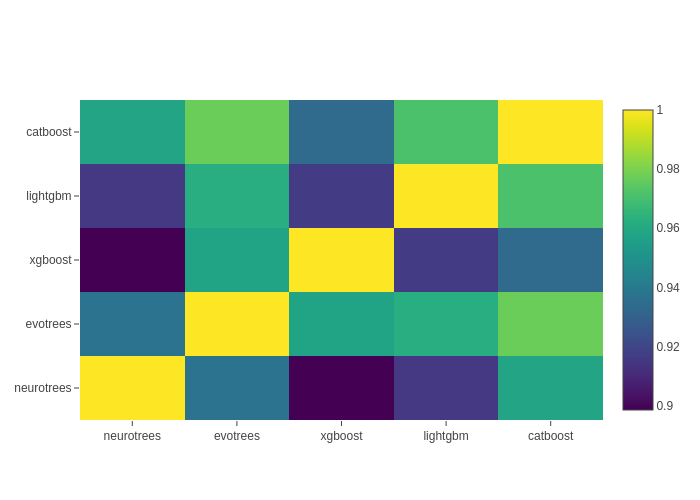 catboost
lightgbm
xgboost
evotrees
neurotrees
neurotrees evotrees xgboost lightgbm catboost
1
0.98
0.96
0.94
0.92
0.9